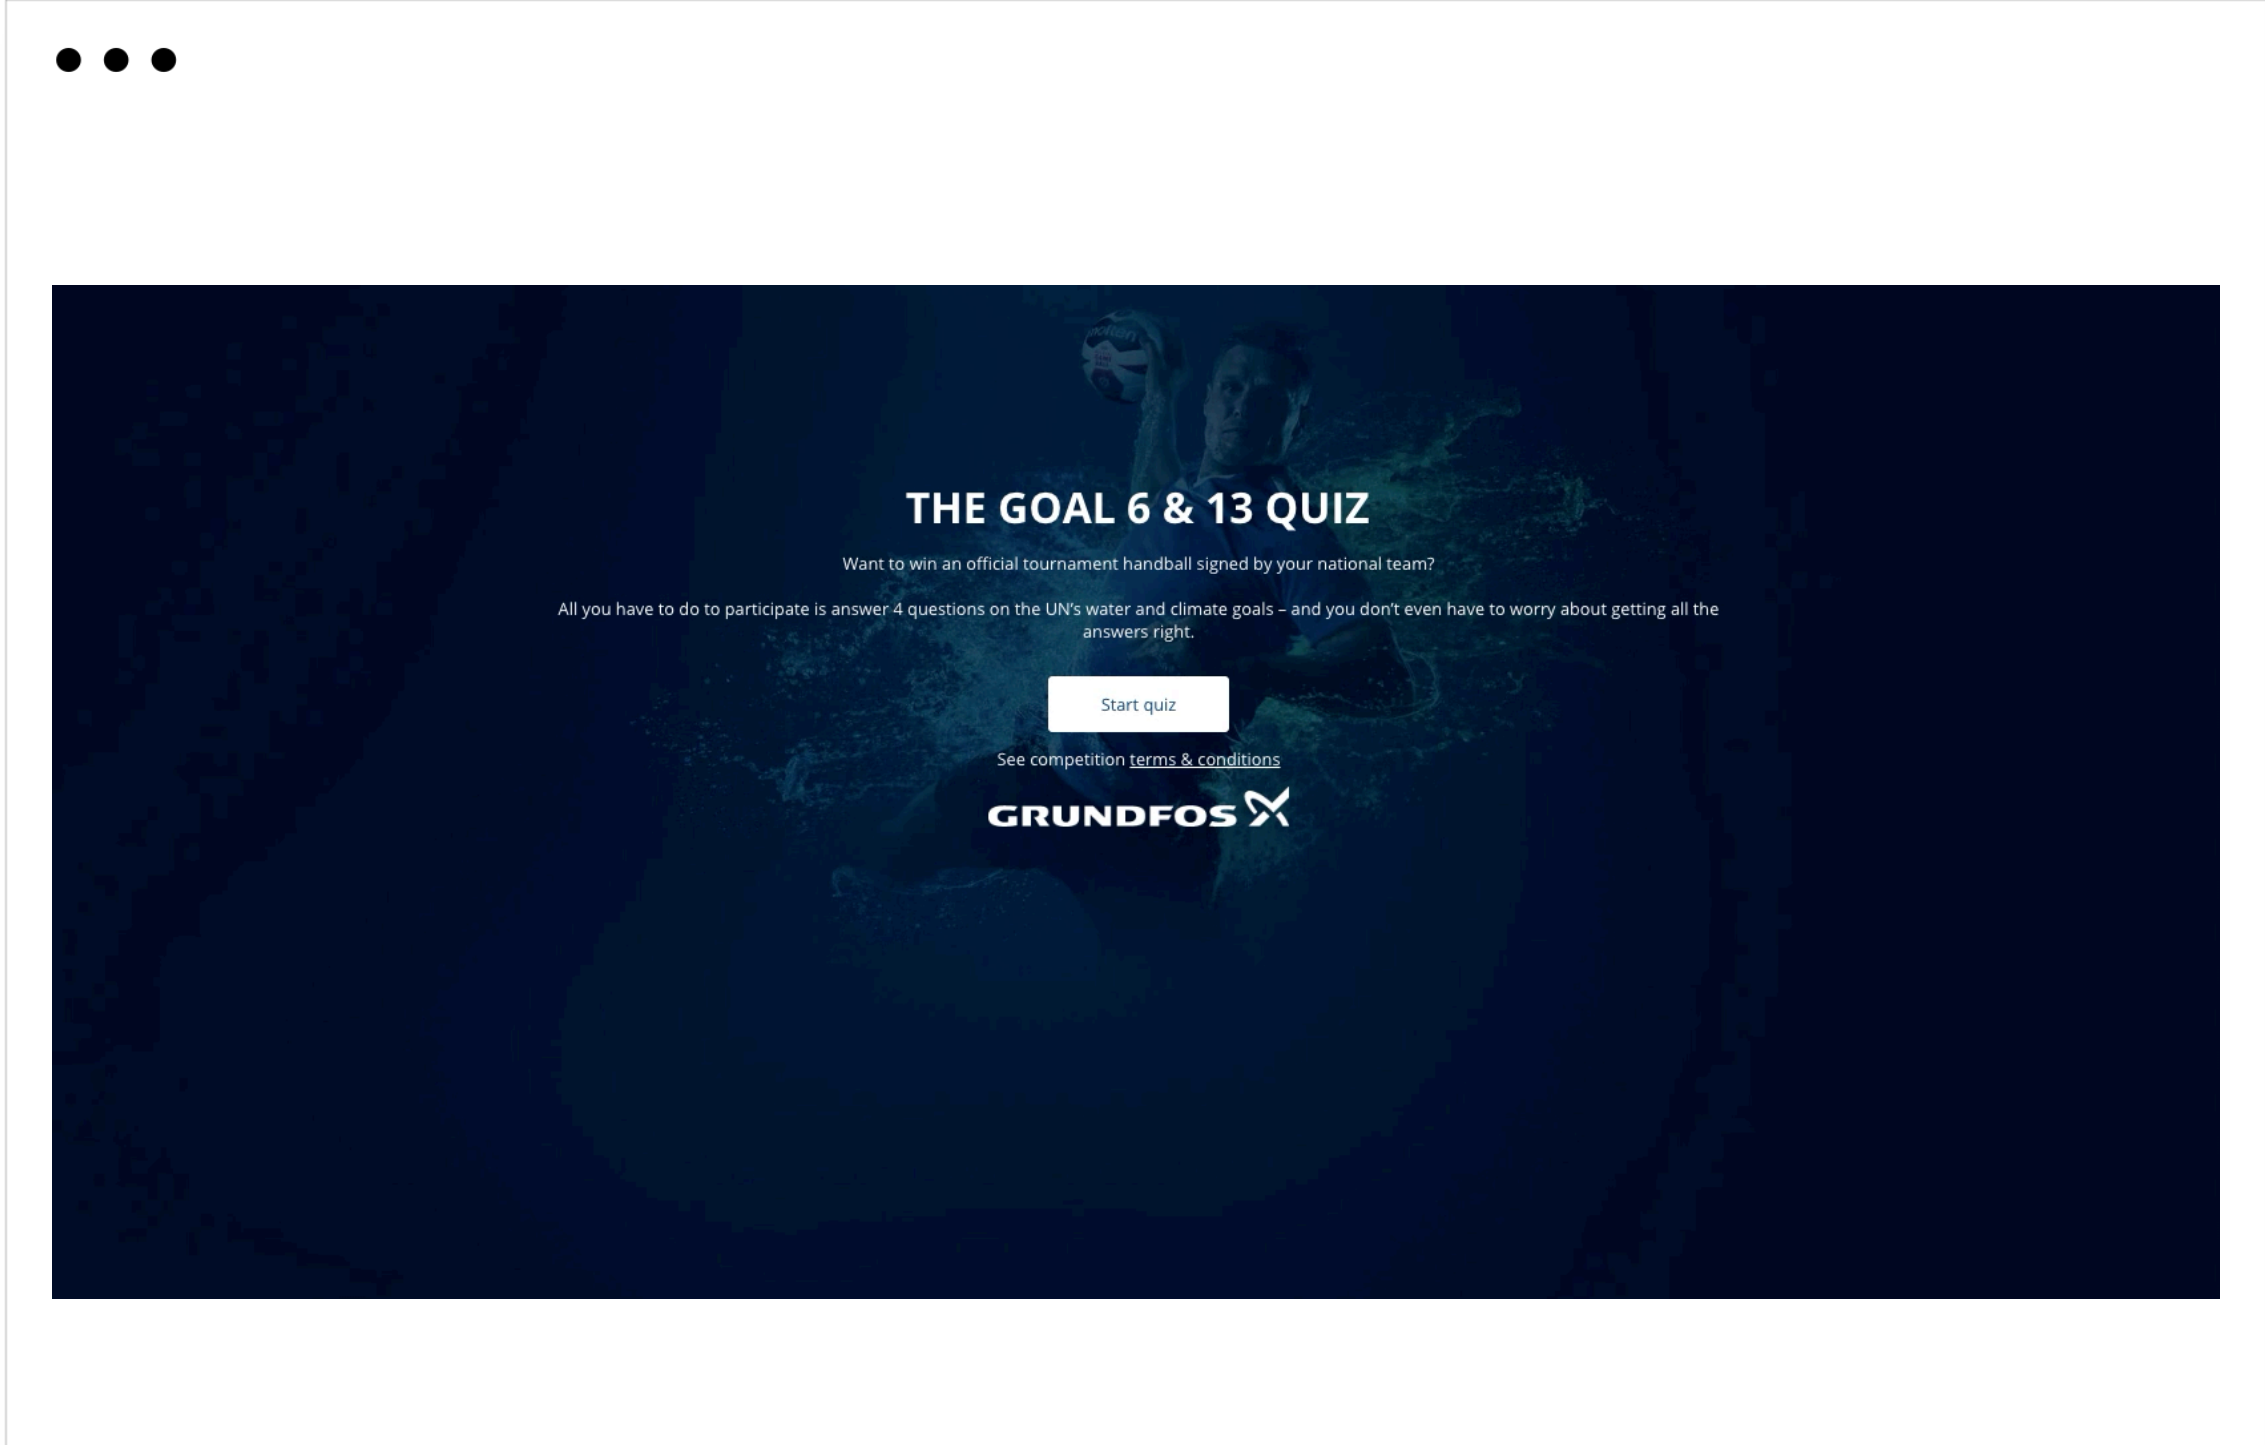 molten
THE GOAL 6 & 13 QUIZ
Want to win an official tournament handball signed by your national team?
All you have to do to participate is answer 4 questions on the UN’s water and climate goals – and you don’t even have to worry about getting all the
answers right.
Start quiz
See competition terms & conditions
GRUNDFOS